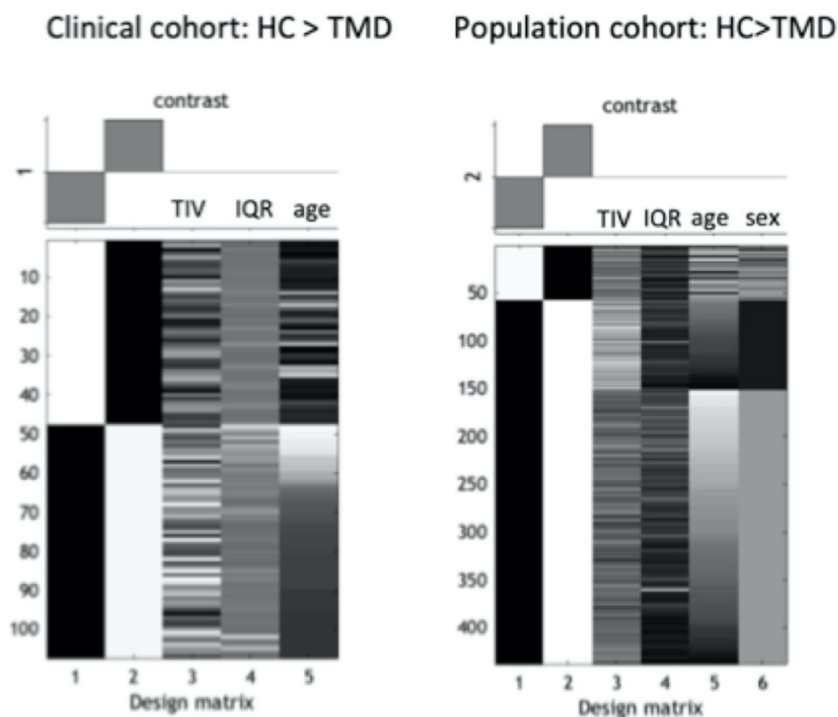 Clinical cohort: HC > TMD
contrast
1
TIV IQR age
10
20
30
40
50
60
70
80
90
100
1 2 3 4 5
Design matrix
Population cohort: HC>TMD
contrast
2
TIV IQR age sex
50
100
150
200
250
300
350
400
1 2 3 4 5 6
Design matrix